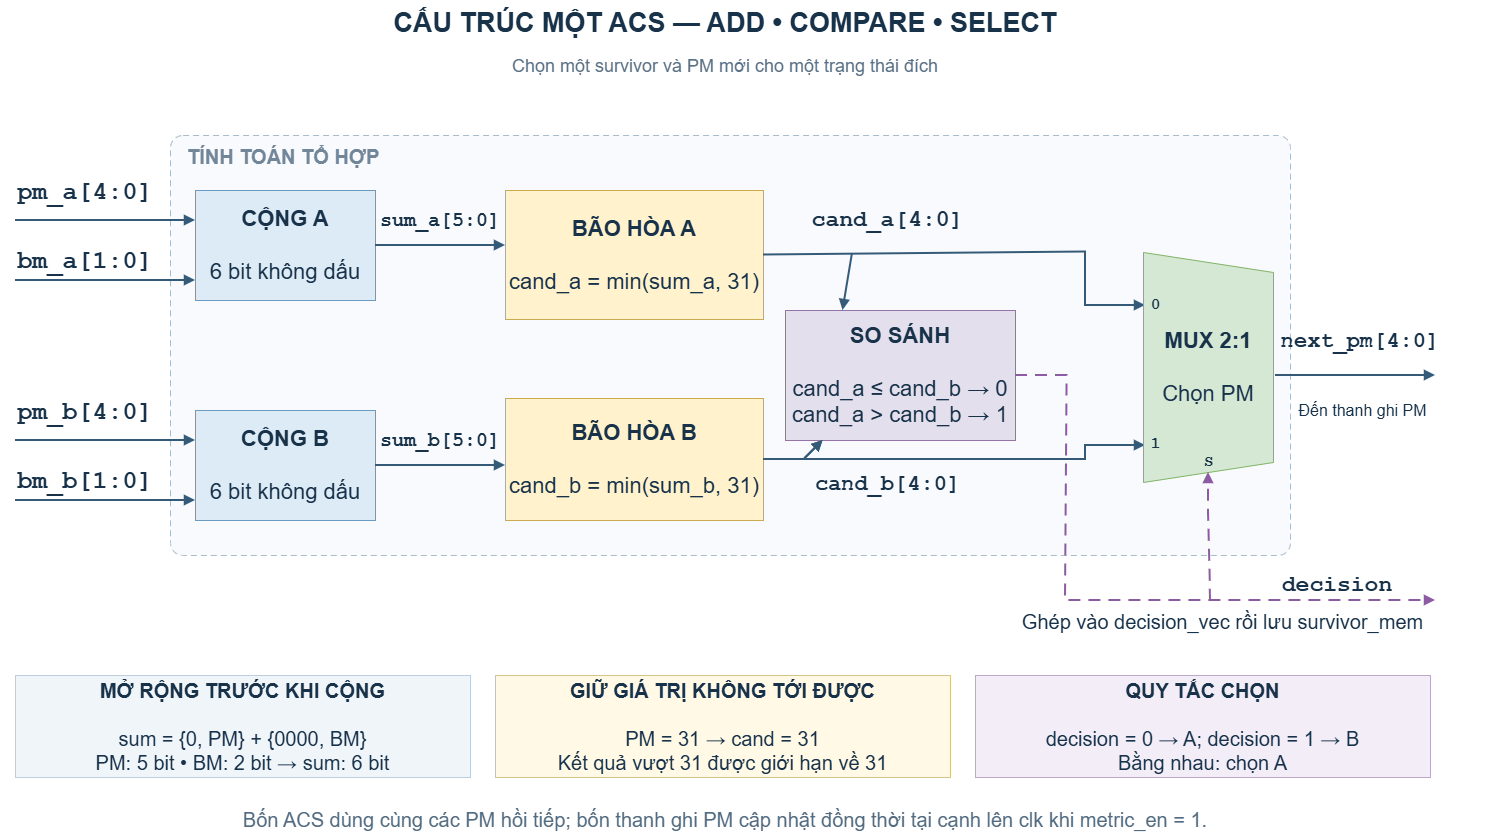 CẤU TRÚC MỘT ACS — ADD • COMPARE • SELECT
Chọn một survivor và PM mới cho một trạng thái đích
TÍNH TOÁN TỔ HỢP
pm_a[4:0]
bm_a[1:0]
CỘNG A
6 bit không dấu
sum_a[5:0]
BÃO HÒA A
cand_a = min(sum_a, 31)
cand_a[4:0]
SO SÁNH
cand_a ≤ cand_b → 0
cand_a > cand_b → 1
pm_b[4:0]
bm_b[1:0]
CỘNG B
6 bit không dấu
sum_b[5:0]
BÃO HÒA B
cand_b = min(sum_b, 31)
cand_b[4:0]
0
MUX 2:1
Chọn PM
1
s
next_pm[4:0]
Đến thanh ghi PM
decision
Ghép vào decision_vec rồi lưu survivor_mem
MỞ RỘNG TRƯỚC KHI CỘNG
sum = {0, PM} + {0000, BM}
PM: 5 bit • BM: 2 bit → sum: 6 bit
GIỮ GIÁ TRỊ KHÔNG TỚI ĐƯỢC
PM = 31 → cand = 31
Kết quả vượt 31 được giới hạn về 31
QUY TẮC CHỌN
decision = 0 → A; decision = 1 → B
Bằng nhau: chọn A
Bốn ACS dùng cùng các PM hồi tiếp; bốn thanh ghi PM cập nhật đồng thời tại cạnh lên clk khi metric_en = 1.